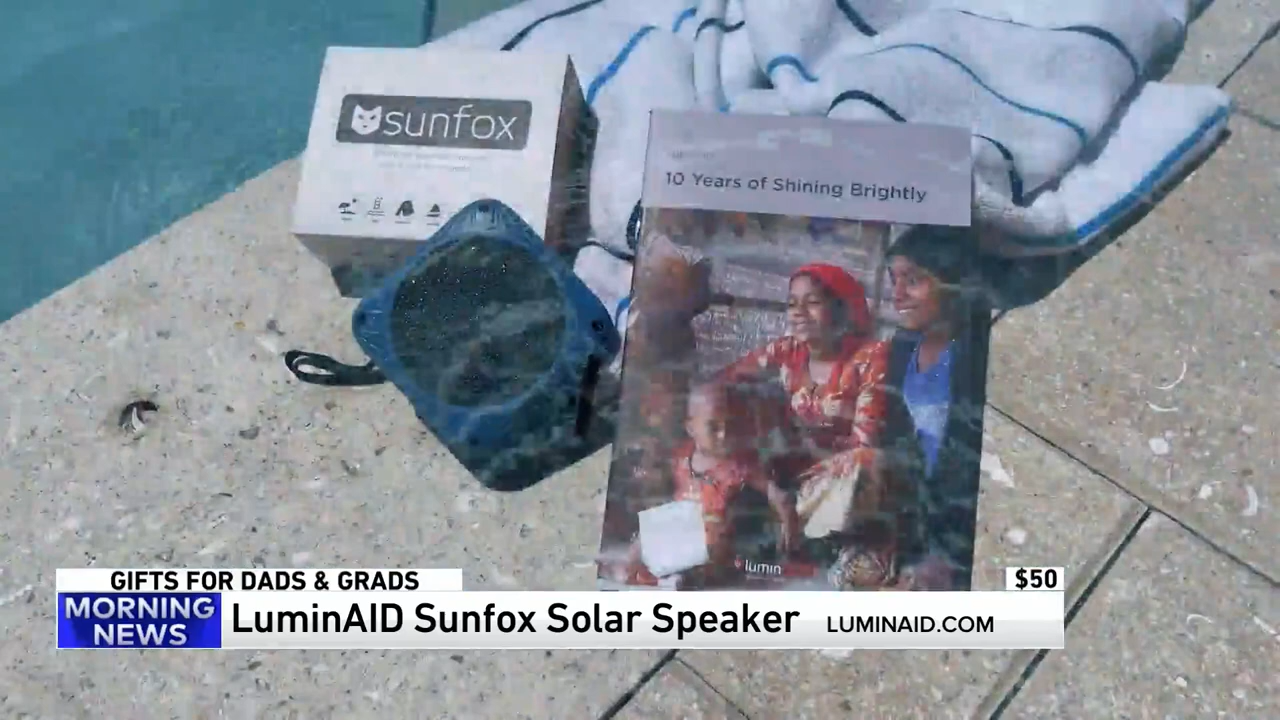 sunfox
10 Years of Shining Brightly
lumin
GIFTS FOR DADS & GRADS
$50
MORNING
NEWS
LuminAID Sunfox Solar Speaker
LUMINAID.COM